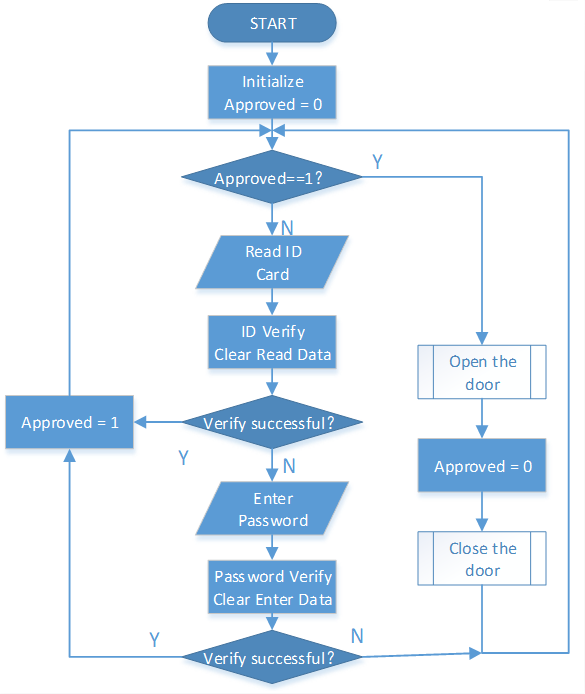 START
Initialize
Approved = 0
Approved==1?
Y
N
Read ID
Card
ID Verify
Clear Read Data
Open the
door
Approved = 1
Verify successful?
Y
N
Approved = 0
Enter
Password
Close the
door
Password Verify
Clear Enter Data
Y
N
Verify successful?